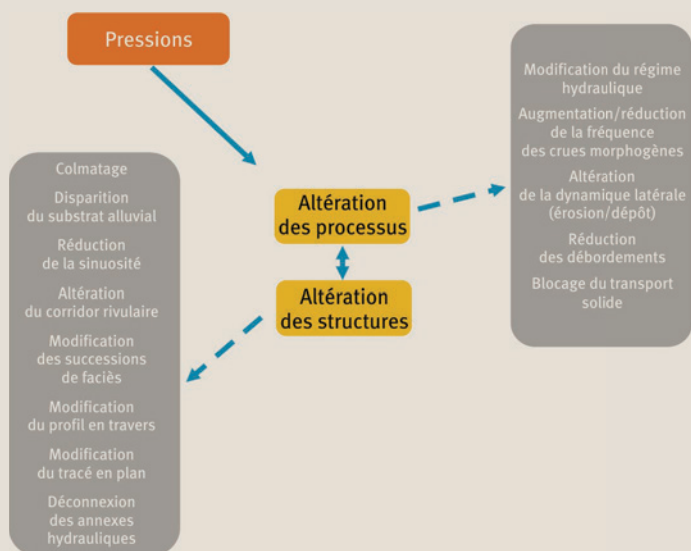 Pressions
Modification du régime
hydraulique
Augmentation/réduction
de la fréquence
des crues morphogènes
Altération
de la dynamique latérale
(érosion/dépôt)
Réduction
des débordements
Blocage du transport
solide
Altération
des processus
Altération
des structures
Colmatage
Disparition
du substrat alluvial
Réduction
de la sinuosité
Altération
du corridor rivulaire
Modification
des successions
de faciès
Modification
du profil en travers
Modification
du tracé en plan
Déconnexion
des annexes
hydrauliques